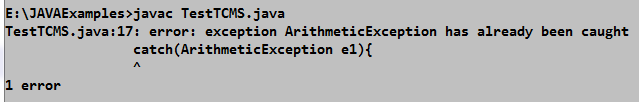 E:\JAVAExamples>javac TestTCMS.java
TestTCMS.java:17: error: exception ArithmeticException has already been caught
                catch(ArithmeticException e1){
                ^
1 error